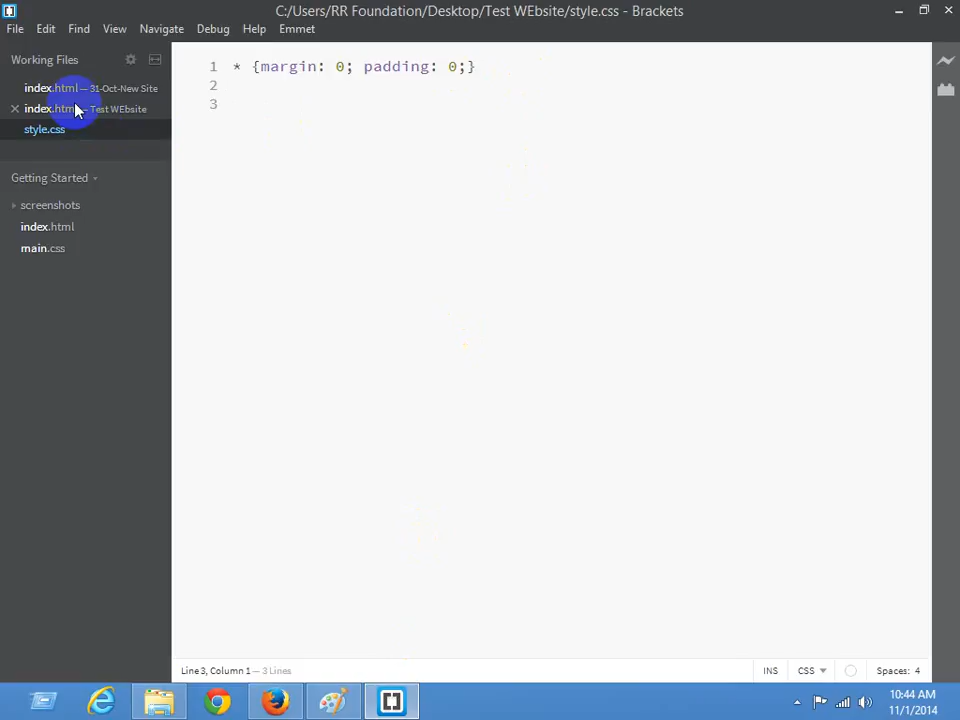 C:/Users/RR Foundation/Desktop/Test WEbsite/style.css - Brackets
File Edit Find View Navigate Debug Help Emmet
Working Files
index.html — 31-Oct-New Site
index.html — Test WEbsite
style.css
Getting Started
screenshots
index.html
main.css
1 * {margin: 0; padding: 0;}
2
3
Line 3, Column 1 — 3 Lines
INS CSS Spaces: 4
10:44 AM
11/1/2014